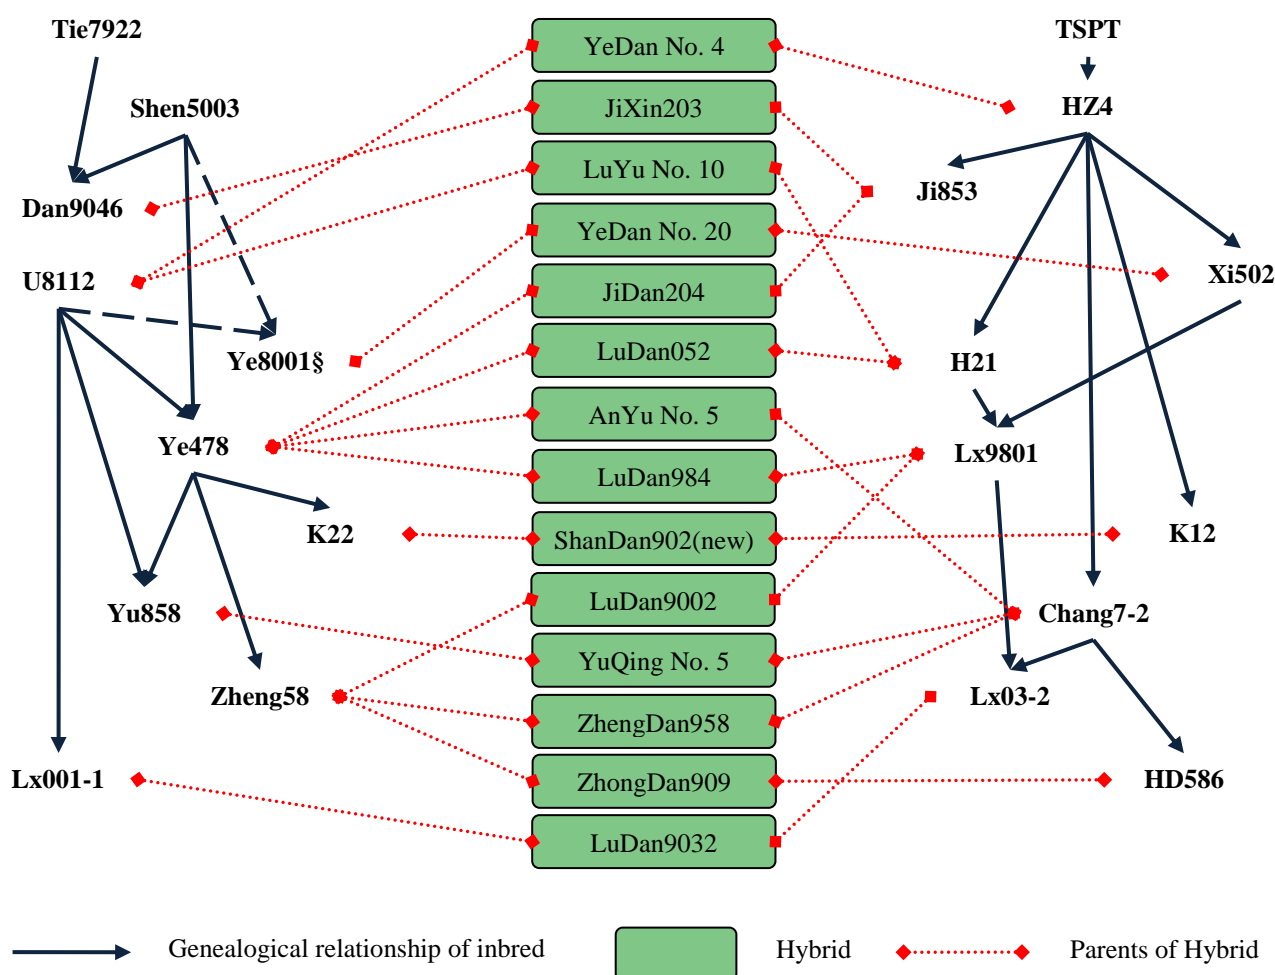 Tie7922
Shen5003
Dan9046
U8112
Ye8001§
Ye478
K22
Yu858
Zheng58
Lx001-1
YeDan No. 4
JiXin203
LuYu No. 10
YeDan No. 20
JiDan204
LuDan052
AnYu No. 5
LuDan984
ShanDan902(new)
LuDan9002
YuQing No. 5
ZhengDan958
ZhongDan909
LuDan9032
TSPT
HZ4
Ji853
Xi502
H21
Lx9801
K12
Chang7-2
Lx03-2
HD586
Genealogical relationship of inbred
Hybrid
Parents of Hybrid